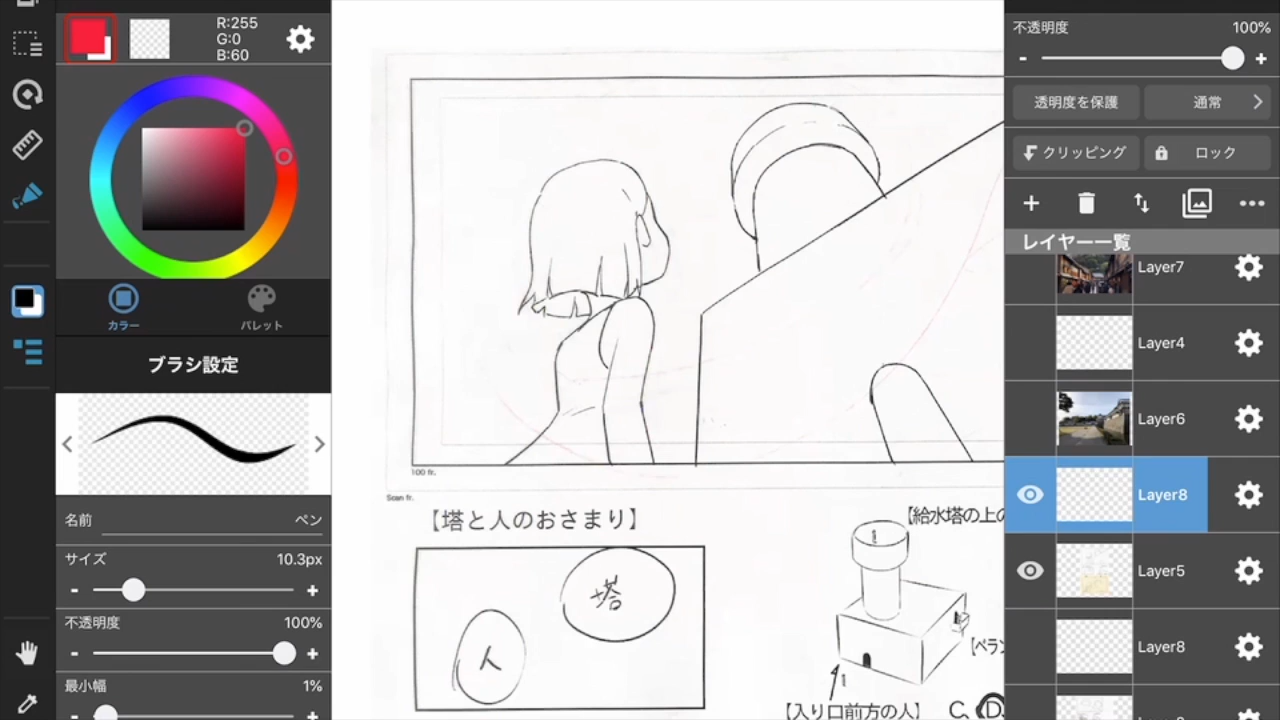 R:255
G:0
B:60
カラー
パレット
ブラシ設定
名前
ペン
サイズ
10.3px
不透明度
100%
最小幅
1%
100 fr.
Scan fr.
【塔と人のおさまり】
塔
人
【給水塔の上の
【ベラン
1
1
【入り口前方の人】
C、D
不透明度
100%
透明度を保護
通常
クリッピング
ロック
レイヤー一覧
Layer7
Layer4
Layer6
Layer8
Layer5
Layer8